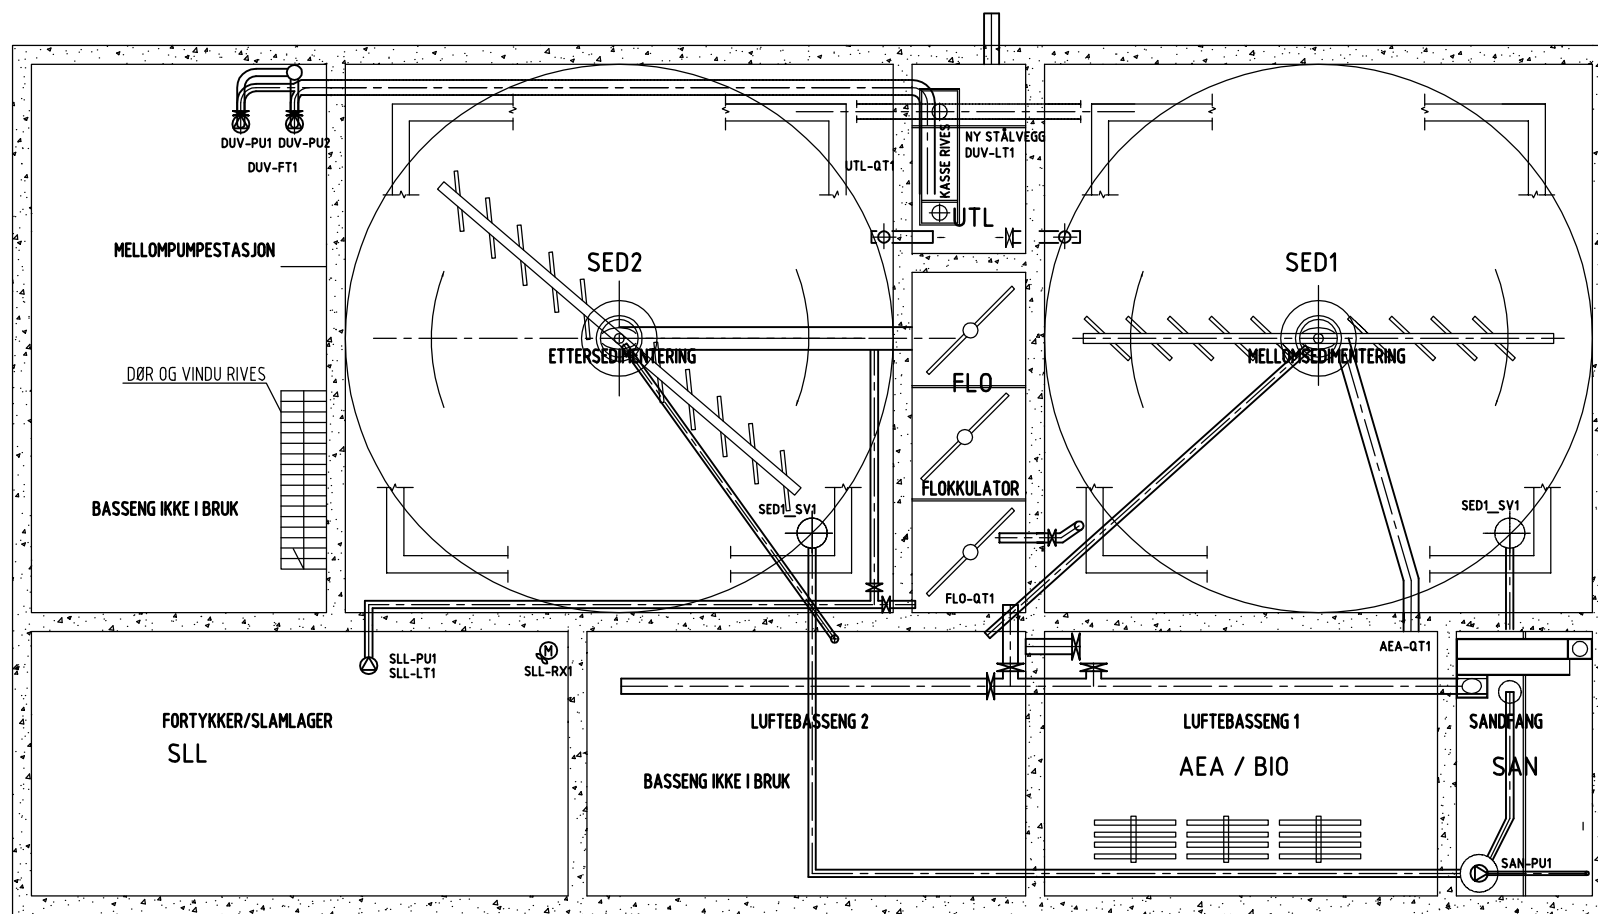 DUV-PU1 DUV-PU2
DUV-FT1
UTL-QT1
KASSE RIVES
NY STÅLVEGG
DUV-LT1
UTL
MELLOMPUMPESTASJON
SED2
SED1
ETTERSEDIMENTERING
MELLOMSEDIMENTERING
DØR OG VINDU RIVES
FLO
FLOKKULATOR
BASSENG IKKE I BRUK
SED1_SV1
SED1_SV1
FLO-QT1
AEA-QT1
SLL-PU1
SLL-LT1
M
SLL-RX1
FORTYKKER/SLAMLAGER
SLL
LUFTEBASSENG 2
BASSENG IKKE I BRUK
LUFTEBASSENG 1
AEA / BIO
SANDFANG
SAN
SAN-PU1